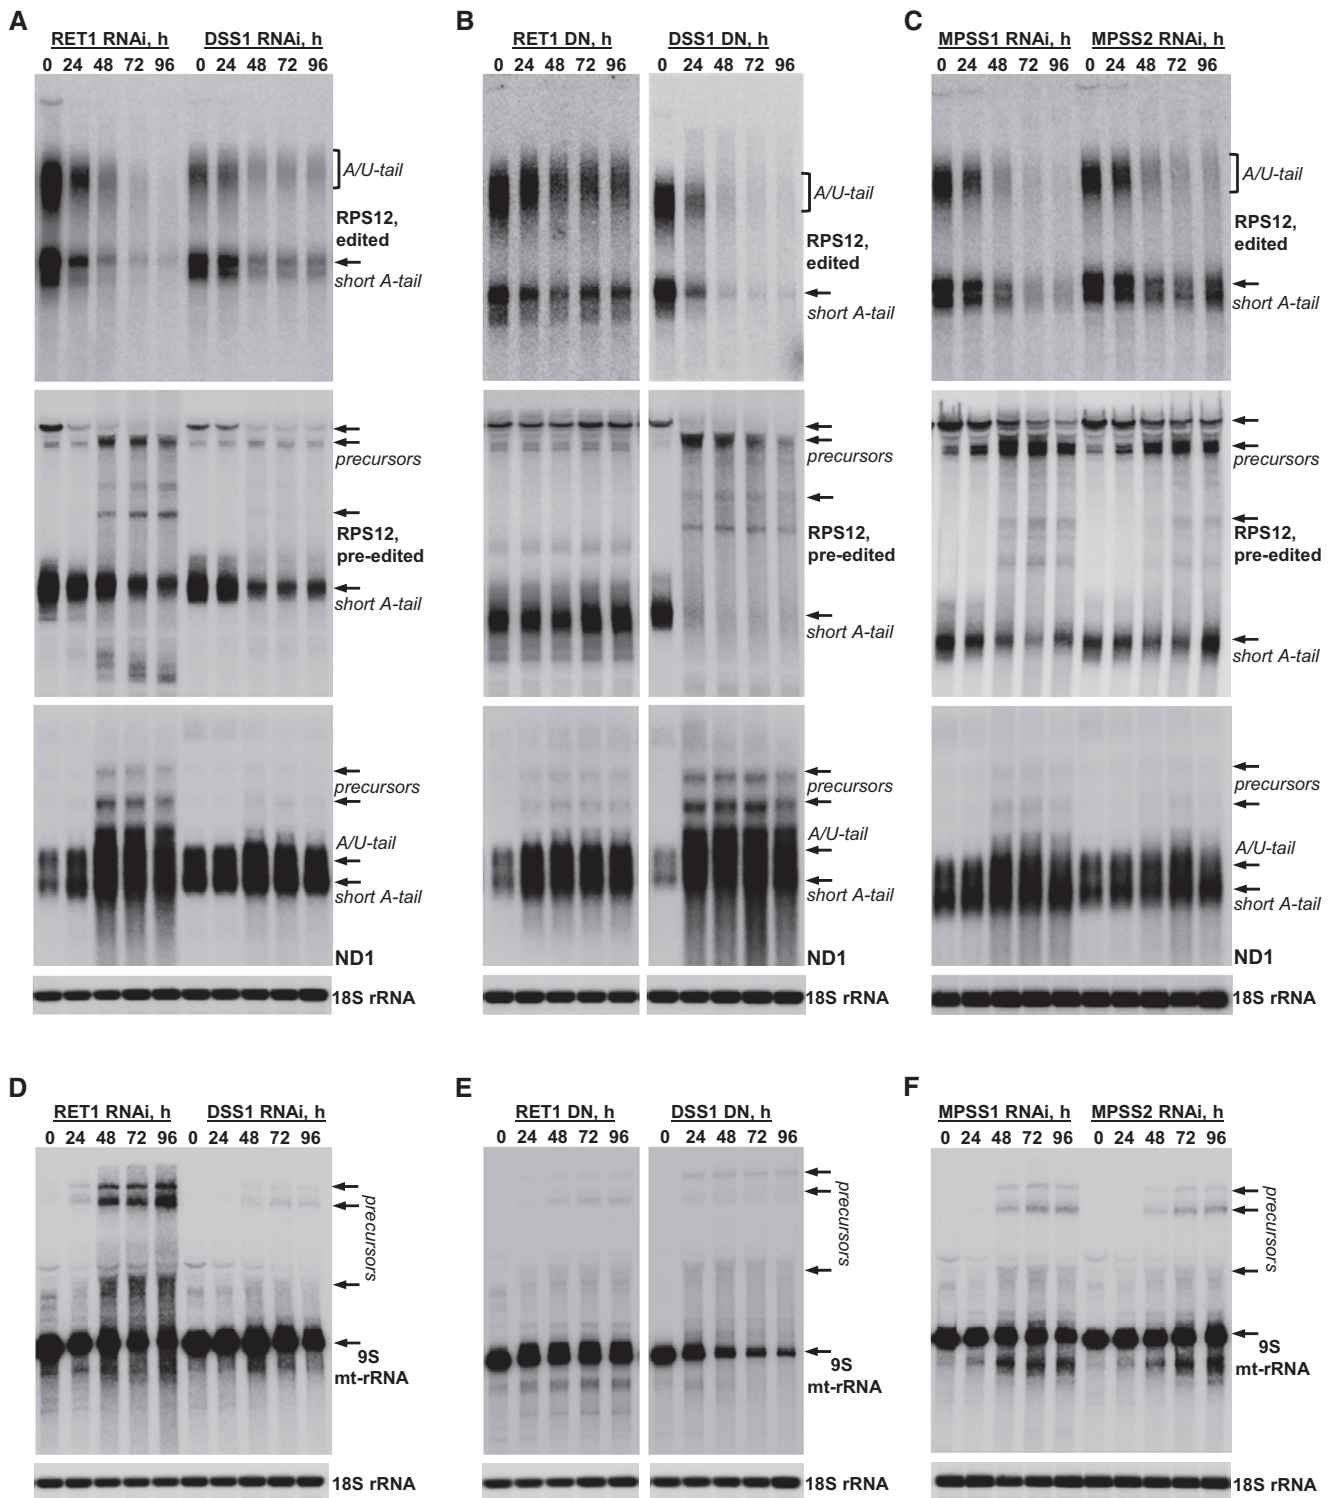 A
RET1 RNAi, h
DSS1 RNAi, h
0 24 48 72 96 0 24 48 72 96
A/U-tail
RPS12,
edited
short A-tail
precursors
RPS12,
pre-edited
short A-tail
precursors
A/U-tail
short A-tail
ND1
18S rRNA
B
RET1 DN, h
DSS1 DN, h
0 24 48 72 96 0 24 48 72 96
A/U-tail
RPS12,
edited
short A-tail
precursors
RPS12,
pre-edited
short A-tail
precursors
A/U-tail
short A-tail
ND1
18S rRNA
C
MPSS1 RNAi, h
MPSS2 RNAi, h
0 24 48 72 96 0 24 48 72 96
A/U-tail
RPS12,
edited
short A-tail
precursors
RPS12,
pre-edited
short A-tail
precursors
A/U-tail
short A-tail
ND1
18S rRNA
D
RET1 RNAi, h
DSS1 RNAi, h
0 24 48 72 96 0 24 48 72 96
precursors
9S
mt-rRNA
18S rRNA
E
RET1 DN, h
DSS1 DN, h
0 24 48 72 96 0 24 48 72 96
precursors
9S
mt-rRNA
18S rRNA
F
MPSS1 RNAi, h
MPSS2 RNAi, h
0 24 48 72 96 0 24 48 72 96
precursors
9S
mt-rRNA
18S rRNA